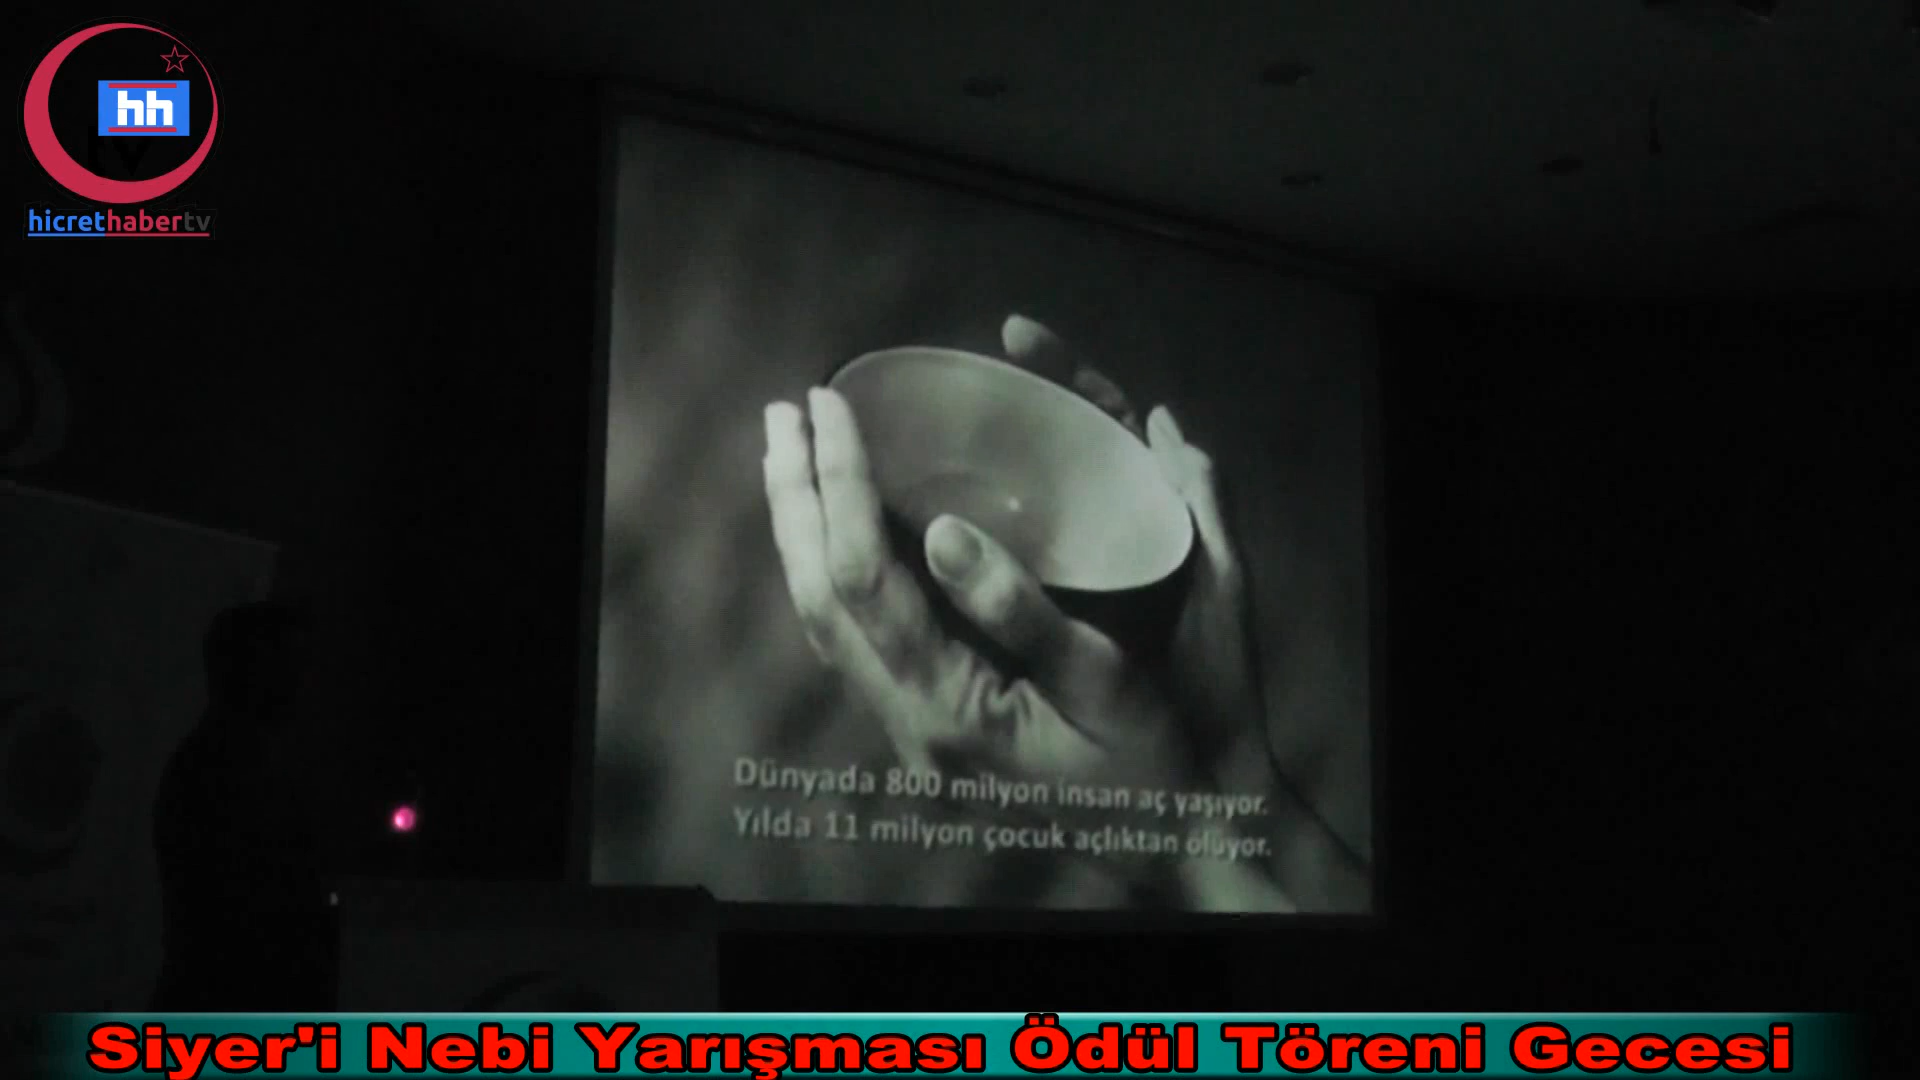 hh
tv
hicrethabertv
Dünyada 800 milyon insan aç yaşıyor.
Yılda 11 milyon çocuk açlıktan ölüyor.
Siyer'i Nebi Yarışması Ödül Töreni Gecesi